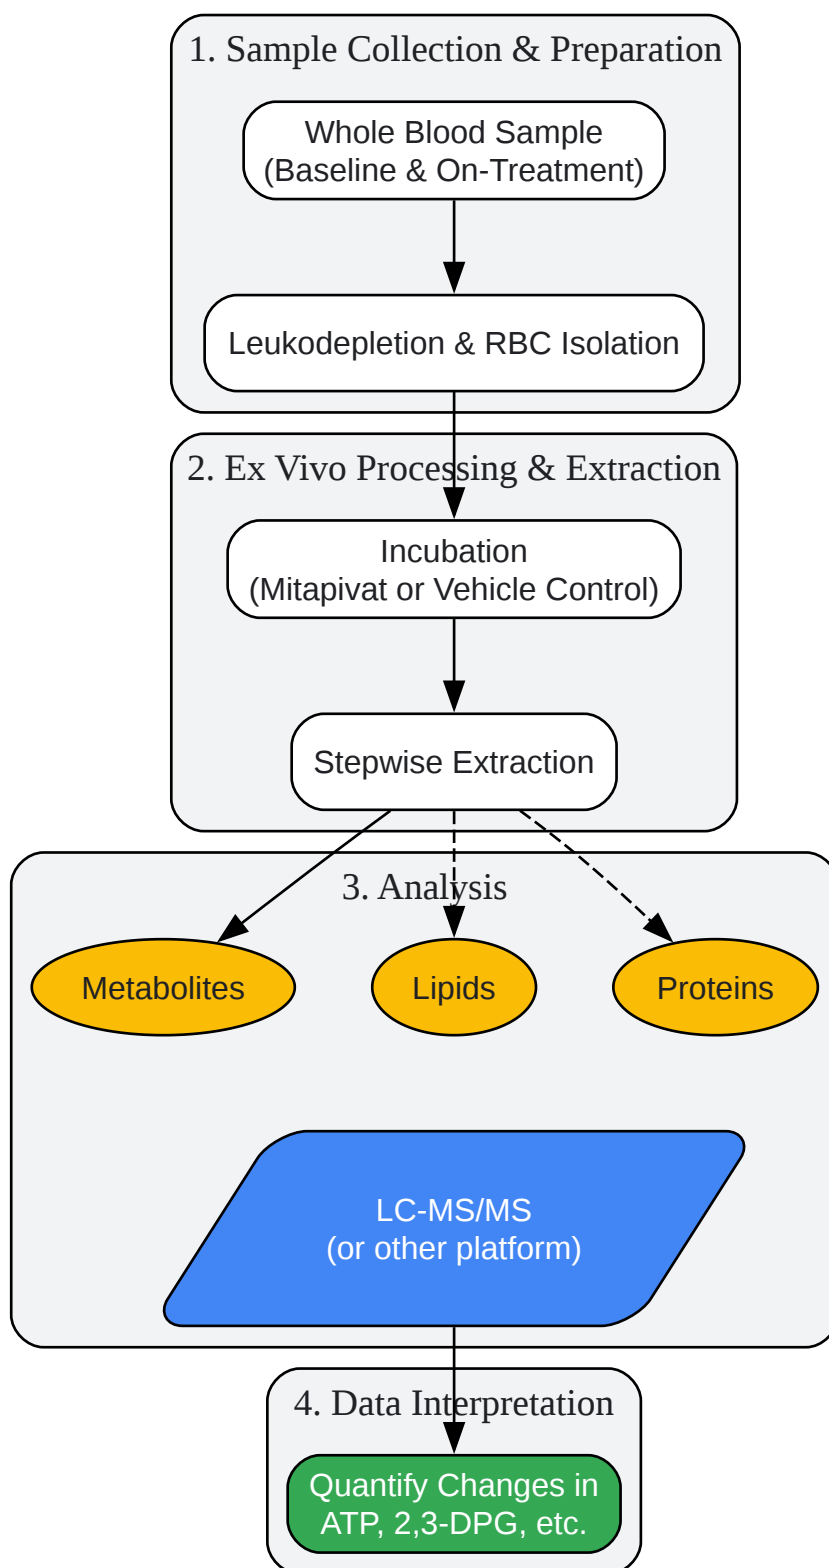 1. Sample Collection & Preparation
Whole Blood Sample
(Baseline & On-Treatment)
Leukodepletion & RBC Isolation
2. Ex Vivo Processing & Extraction
Incubation
(Mitapivat or Vehicle Control)
Stepwise Extraction
3. Analysis
Metabolites
Lipids
Proteins
LC-MS/MS
(or other platform)
4. Data Interpretation
Quantify Changes in
ATP, 2,3-DPG, etc.